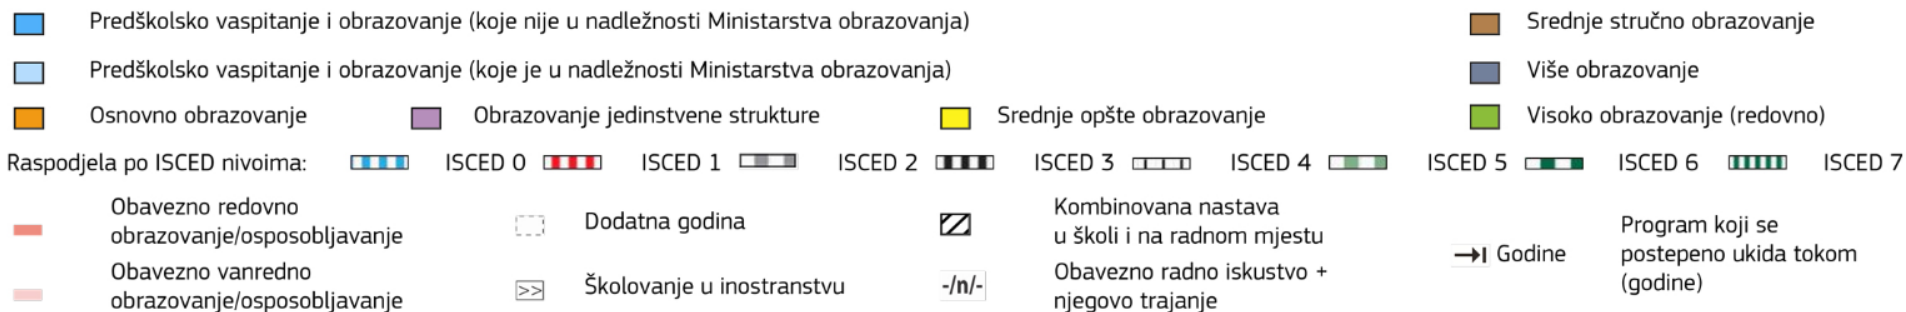 Predškolsko vaspitanje i obrazovanje (koje nije u nadležnosti Ministarstva obrazovanja)
Srednje stručno obrazovanje
Predškolsko vaspitanje i obrazovanje (koje je u nadležnosti Ministarstva obrazovanja)
Više obrazovanje
Osnovno obrazovanje
Obrazovanje jedinstvene strukture
Srednje opšte obrazovanje
Visoko obrazovanje (redovno)
Raspodjela po ISCED nivoima: ISCED 0 ISCED 1 ISCED 2 ISCED 3 ISCED 4 ISCED 5 ISCED 6 ISCED 7
Obavezno redovno
obrazovanje/osposobljavanje
Dodatna godina
Kombinovana nastava
u školi i na radnom mjestu
Godine
Program koji se
postepeno ukida tokom
(godine)
Obavezno vanredno
obrazovanje/osposobljavanje
>> Školovanje u inostranstvu
-/n/- Obavezno radno iskustvo +
njegovo trajanje